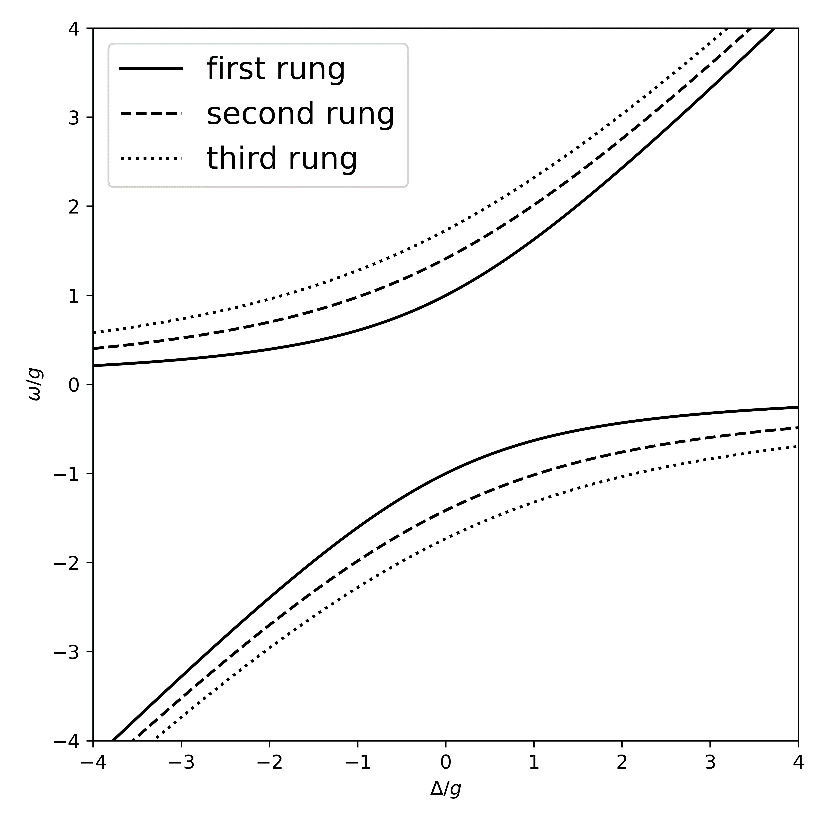 first rung
second rung
third rung
4
3
2
1
0
−1
−2
−3
−4
ω/g
−4 −3 −2 −1 0 1 2 3 4
Δ/g